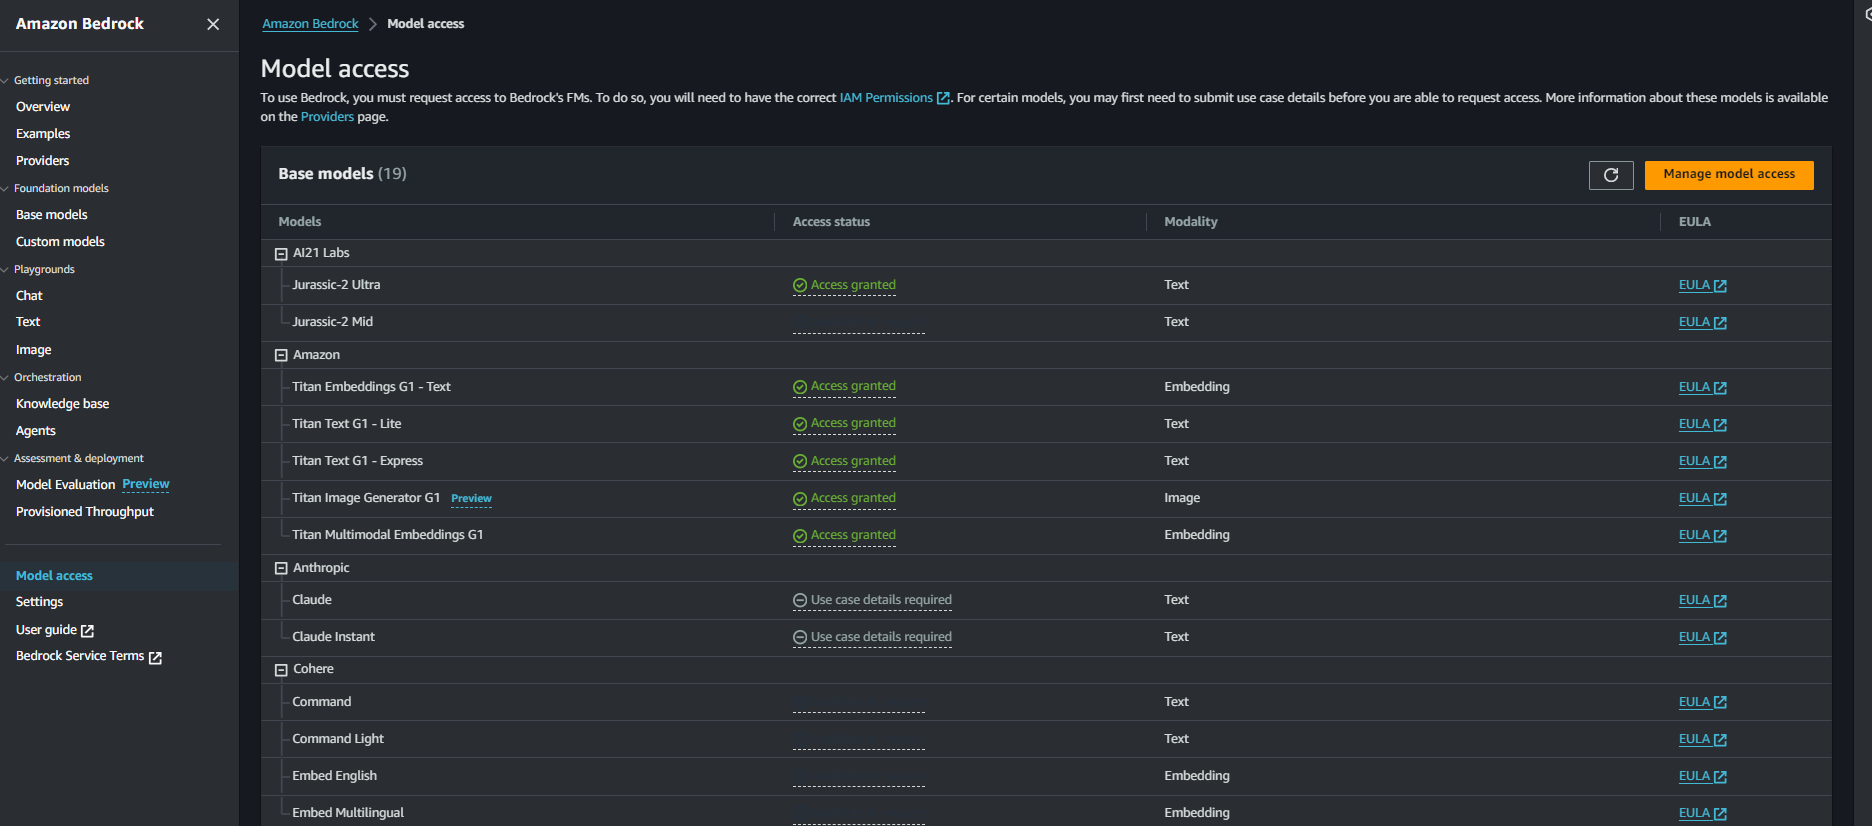 Amazon Bedrock
Getting started
Overview
Examples
Providers
Foundation models
Base models
Custom models
Playgrounds
Chat
Text
Image
Orchestration
Knowledge base
Agents
Assessment & deployment
Model Evaluation Preview
Provisioned Throughput
Model access
Settings
User guide
Bedrock Service Terms
Amazon Bedrock Model access
Model access
To use Bedrock, you must request access to Bedrock's FMs. To do so, you will need to have the correct IAM Permissions . For certain models, you may first need to submit use case details before you are able to request access. More information about these models is available
on the Providers page.
Base models (19) Manage model access
Models Access status Modality EULA
AI21 Labs
Jurassic-2 Ultra Access granted Text EULA
Jurassic-2 Mid Text EULA
Amazon
Titan Embeddings G1 - Text Access granted Embedding EULA
Titan Text G1 - Lite Access granted Text EULA
Titan Text G1 - Express Access granted Text EULA
Titan Image Generator G1 Preview Access granted Image EULA
Titan Multimodal Embeddings G1 Access granted Embedding EULA
Anthropic
Claude Use case details required Text EULA
Claude Instant Use case details required Text EULA
Cohere
Command Text EULA
Command Light Text EULA
Embed English Embedding EULA
Embed Multilingual Embedding EULA